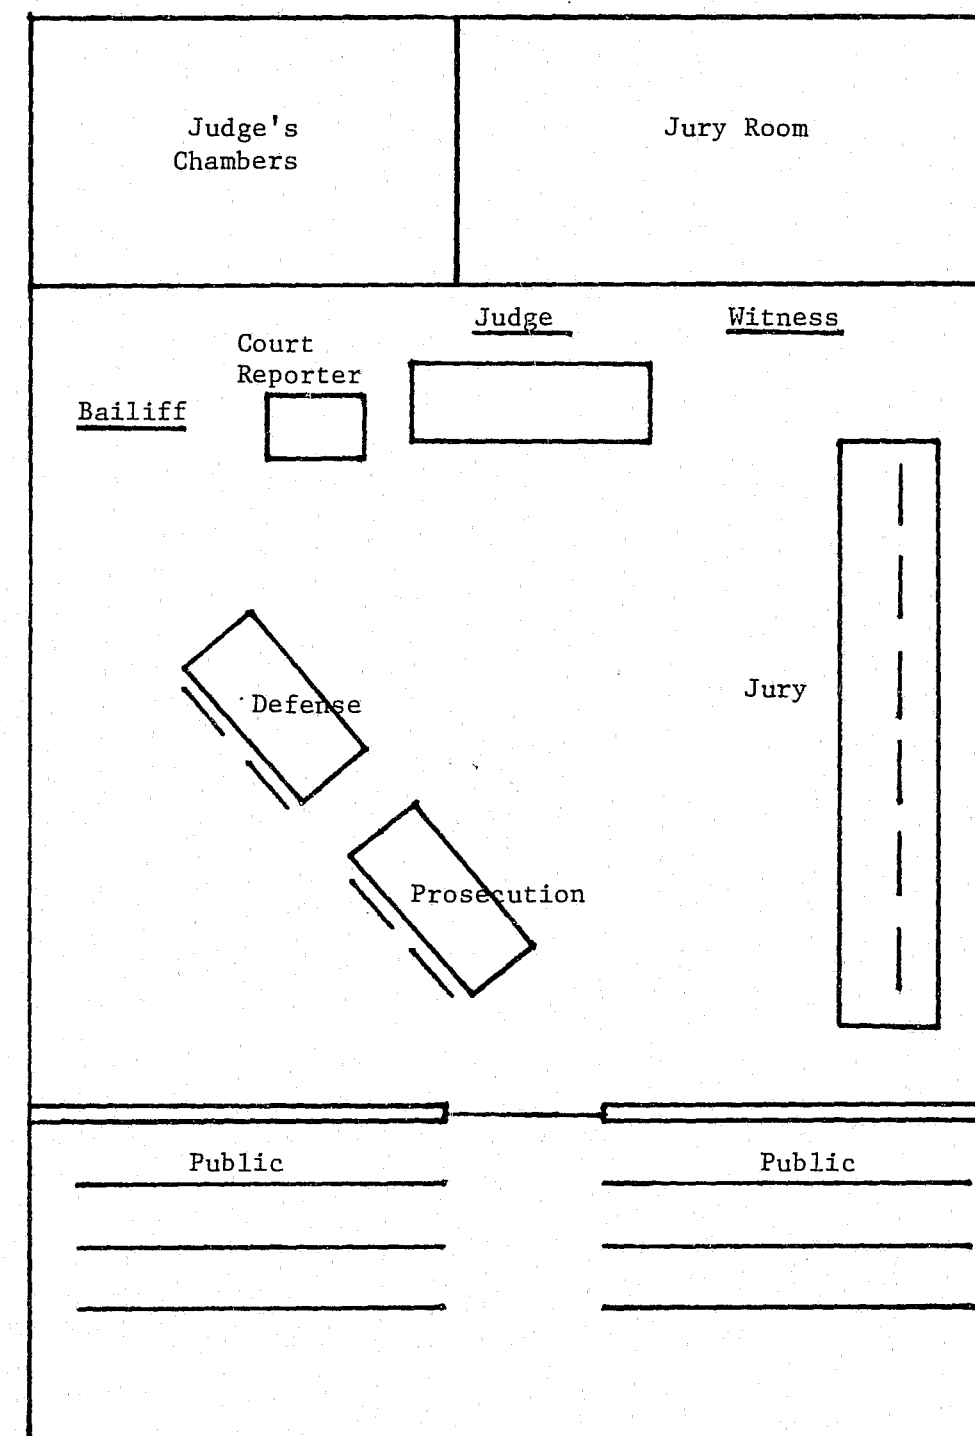 Judge's
Chambers
Jury Room
Judge
Witness
Court
Reporter
Bailiff
Defense
Jury
Prosecution
Public
Public